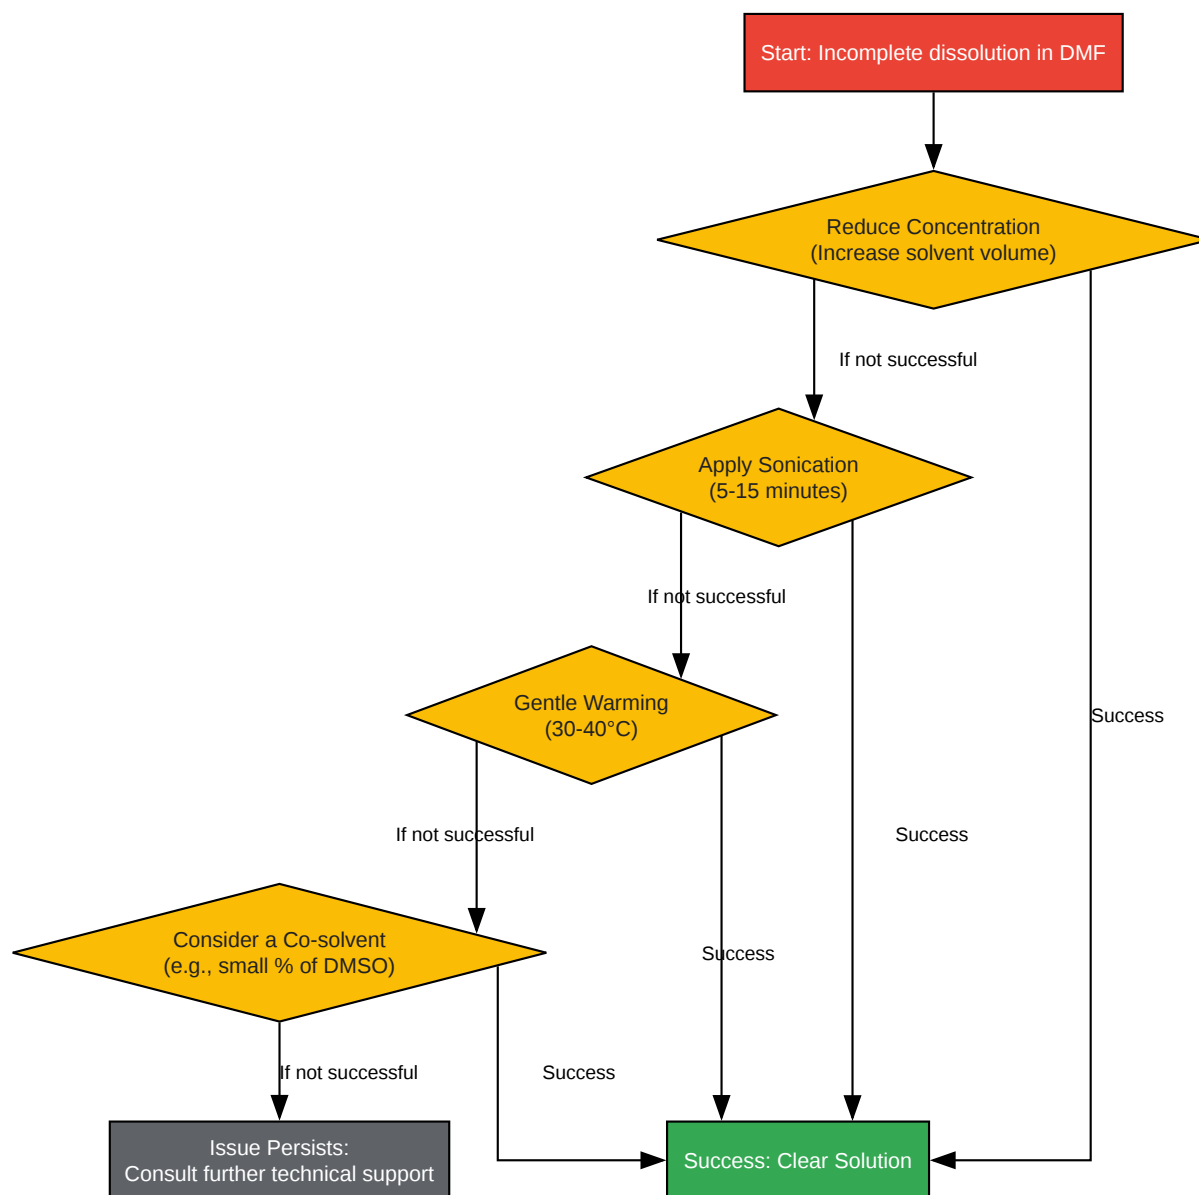 Start: Incomplete dissolution in DMF
Reduce Concentration
(Increase solvent volume)
If not successful
Apply Sonication
(5-15 minutes)
If not successful
Gentle Warming
(30-40°C)
Success
If not successful
Success
Consider a Co-solvent
(e.g., small % of DMSO)
Success
If not successful
Success
Issue Persists:
Consult further technical support
Success: Clear Solution